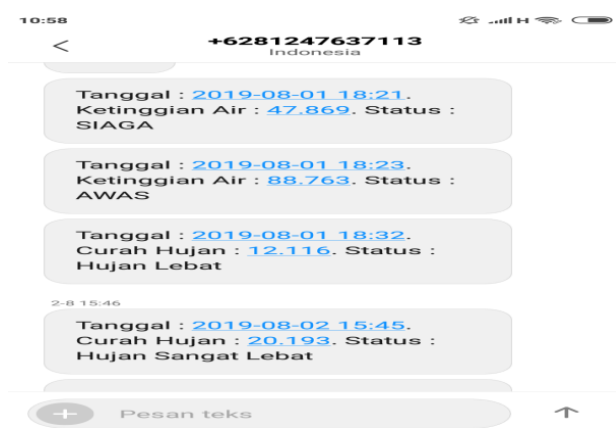 10:58
H
+6281247637113
Indonesia
Tanggal : 2019-08-01 18:21.
Ketinggian Air : 47.869. Status :
SIAGA
Tanggal : 2019-08-01 18:23.
Ketinggian Air : 88.763. Status :
AWAS
Tanggal : 2019-08-01 18:32.
Curah Hujan : 12.116. Status :
Hujan Lebat
2-8 15:46
Tanggal : 2019-08-02 15:45.
Curah Hujan : 20.193. Status :
Hujan Sangat Lebat
Pesan teks